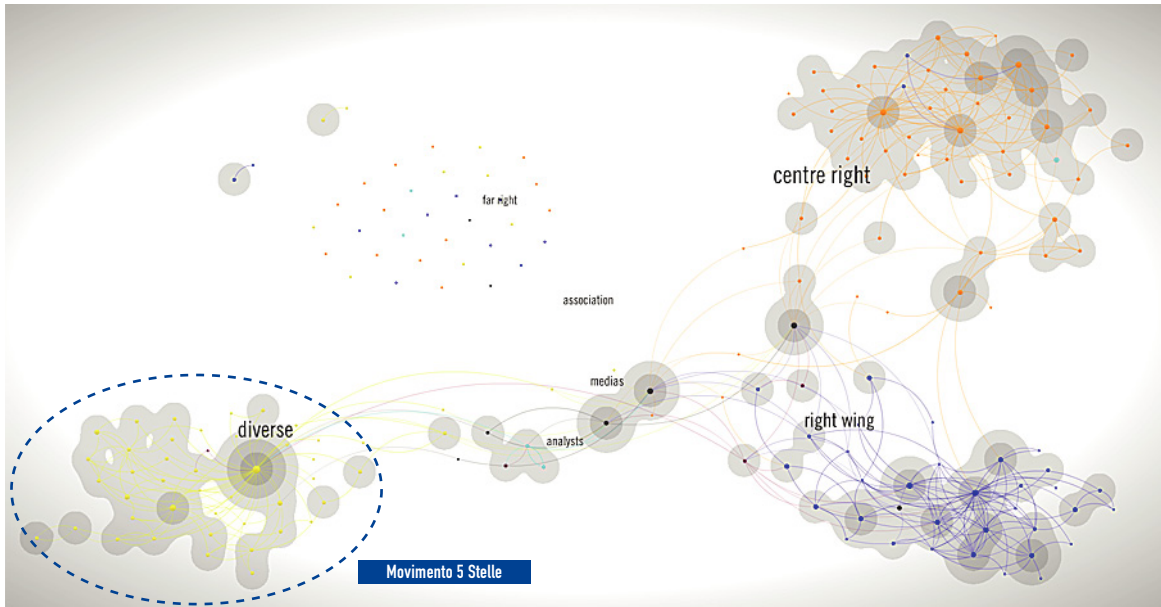 centre right
far right
association
medias
diverse
analysts
right wing
Movimento 5 Stelle